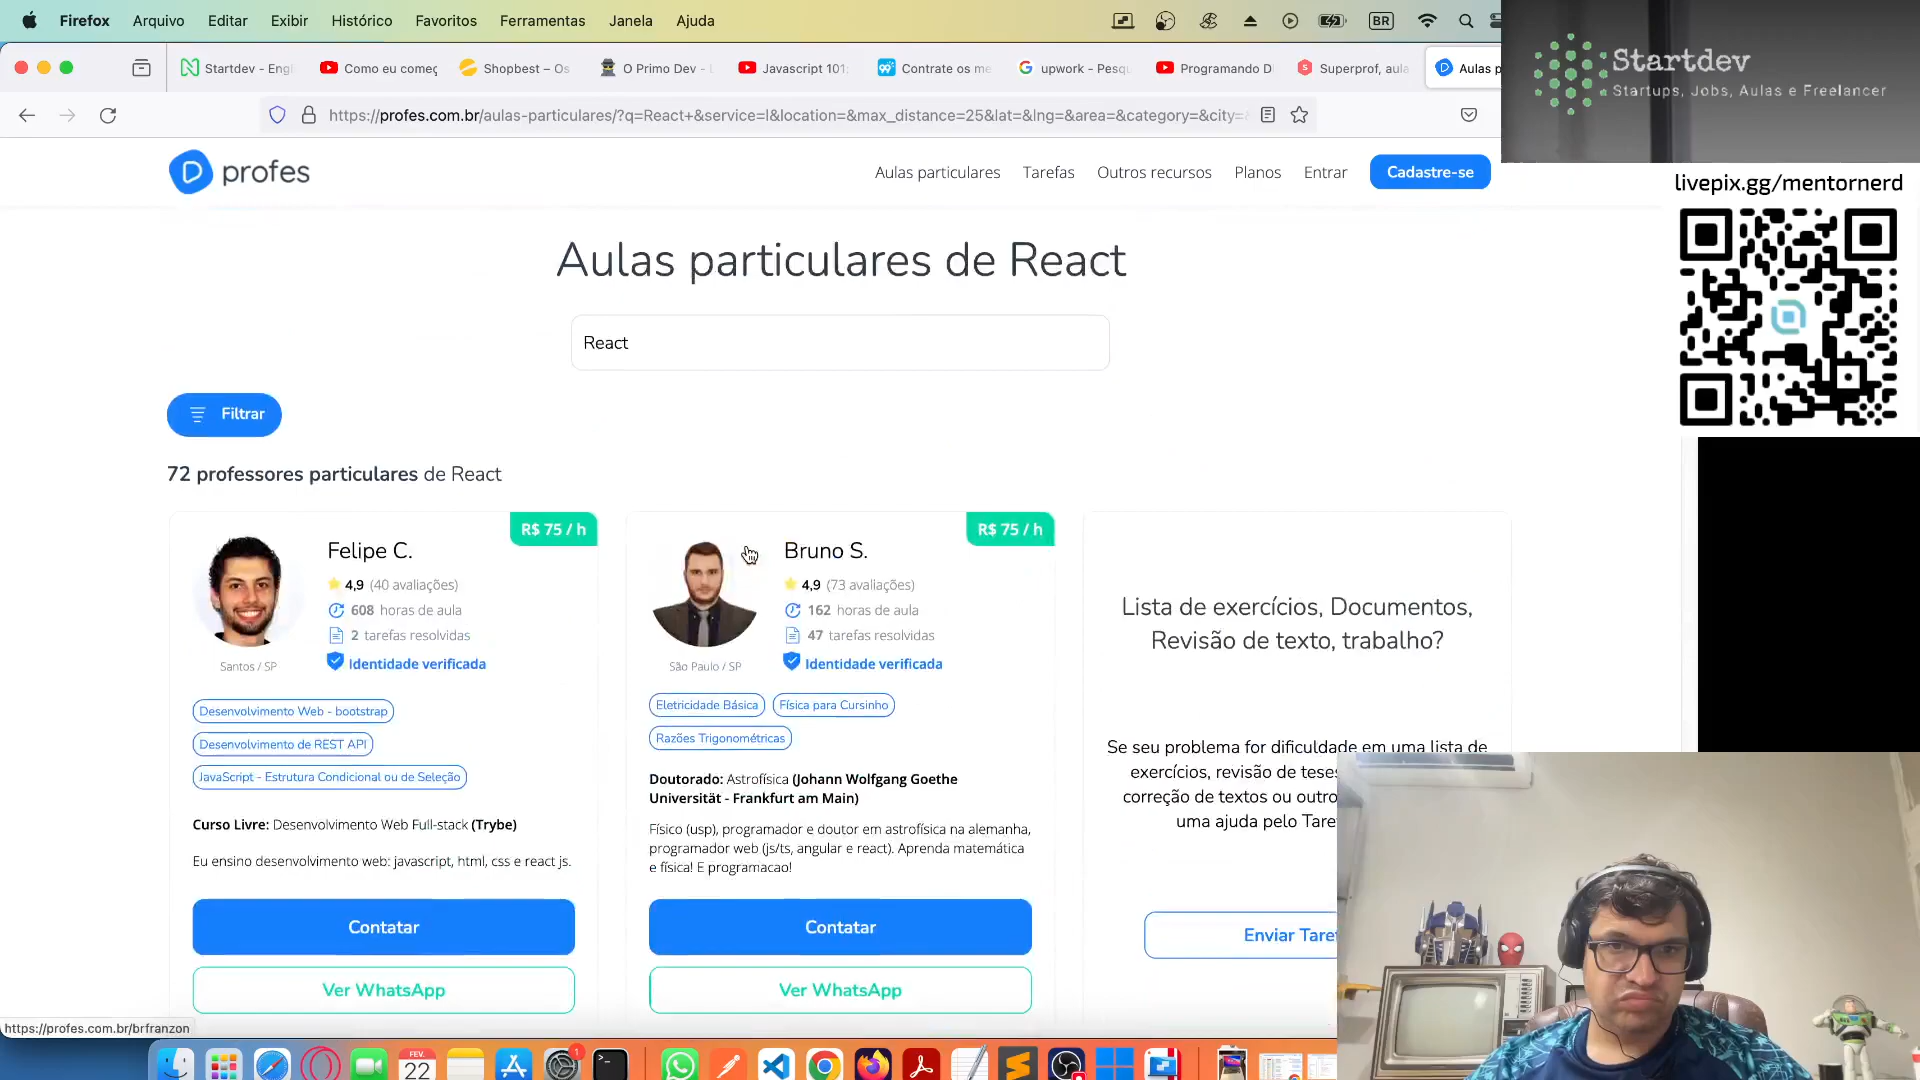 Firefox Arquivo Editar Exibir Histórico Favoritos Ferramentas Janela Ajuda BR
Startdev
Startups, Jobs, Aulas e Freelancer
Startdev - Engl Como eu começ Shopbest – Os O Primo Dev - L Javascript 101: Contrate os me upwork - Pesqu Programando D Superprof, aula Aulas p
https://profes.com.br/aulas-particulares/?q=React+&service=l&location=&max_distance=25&lat=&lng=&area=&category=&city=&
profes
Aulas particulares Tarefas Outros recursos Planos Entrar Cadastre-se
livepix.gg/mentornerd
Aulas particulares de React
React
Filtrar
72 professores particulares de React
R$ 75 / h
Felipe C.
4,9 (40 avaliações)
608 horas de aula
2 tarefas resolvidas
Identidade verificada
Santos / SP
Desenvolvimento Web - bootstrap
Desenvolvimento de REST API
JavaScript - Estrutura Condicional ou de Seleção
Curso Livre: Desenvolvimento Web Full-stack (Trybe)
Eu ensino desenvolvimento web: javascript, html, css e react js.
Contatar
Ver WhatsApp
R$ 75 / h
Bruno S.
4,9 (73 avaliações)
162 horas de aula
47 tarefas resolvidas
Identidade verificada
São Paulo / SP
Eletricidade Básica Física para Cursinho
Razões Trigonométricas
Doutorado: Astrofísica (Johann Wolfgang Goethe
Universität - Frankfurt am Main)
Físico (usp), programador e doutor em astrofísica na alemanha,
programador web (js/ts, angular e react). Aprenda matemática
e física! E programacao!
Contatar
Ver WhatsApp
Lista de exercícios, Documentos,
Revisão de texto, trabalho?
Se seu problema for dificuldade em uma lista de
exercícios, revisão de teses
correção de textos ou outro
uma ajuda pelo Taref
Enviar Taref
https://profes.com.br/brfranzon
FEV.
22
1